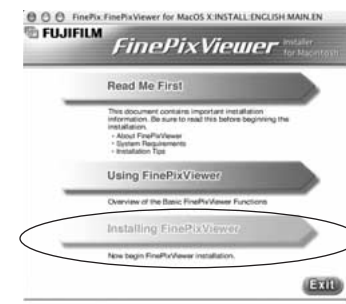 FinePix:FinePixViewer for MacOS X:INSTALL:ENGLISH:MAIN.EN
FUJIFILM
FinePixViewer Installer for Macintosh
Read Me First
This document contains important installation
information. Be sure to read this before beginning the
installation.
- About FinePixViewer
- System Requirements
- Installation Tips
Using FinePixViewer
Overview of the Basic FinePixViewer Functions
Installing FinePixViewer
Now begin FinePixViewer installation.
Exit